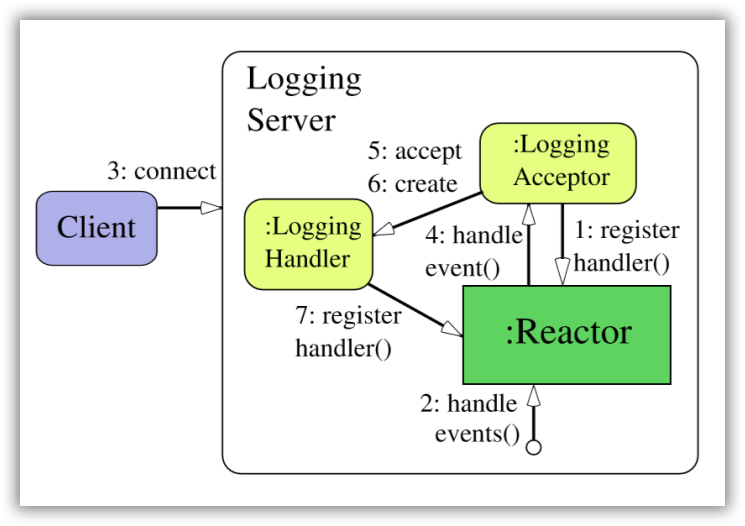 Logging
Server
3: connect
Client
5: accept
6: create
:Logging
Acceptor
:Logging
Handler
4: handle
event()
1: register
handler()
7: register
handler()
:Reactor
2: handle
events()